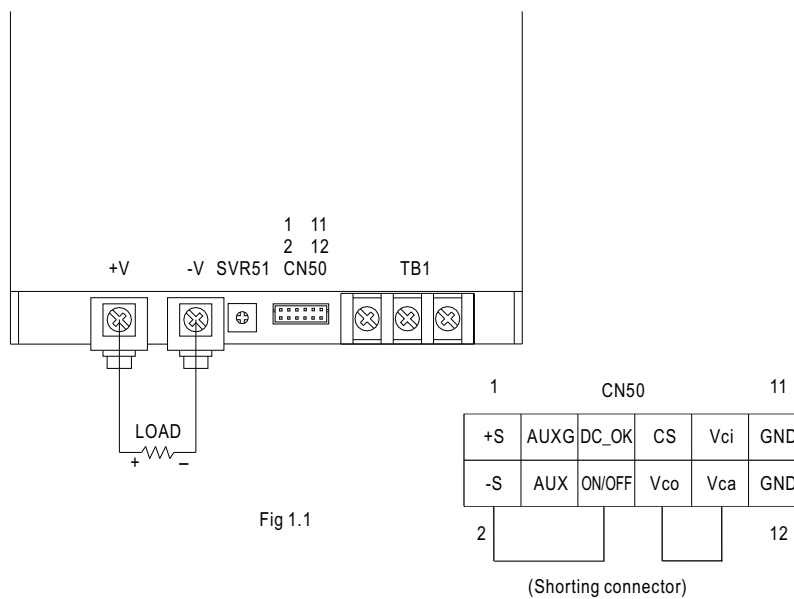 1 11
2 12
+V -V SVR51 CN50 TB1
LOAD
+ –
Fig 1.1
1 CN50 11
+S AUXG DC_OK CS Vci GND
-S AUX ON/OFF Vco Vca GND
2 12
(Shorting connector)